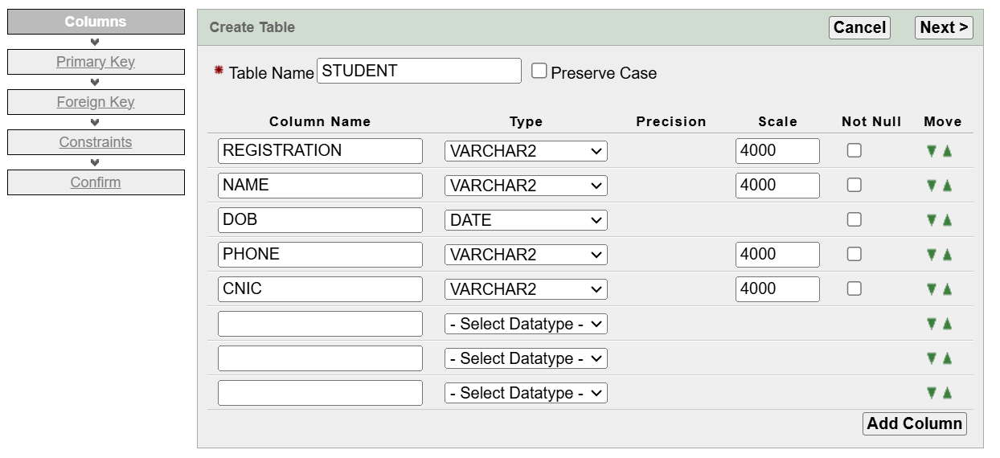 Columns
Primary Key
Foreign Key
Constraints
Confirm
Create Table Cancel Next >
* Table Name STUDENT Preserve Case
Column Name Type Precision Scale Not Null Move
REGISTRATION VARCHAR2 4000
NAME VARCHAR2 4000
DOB DATE
PHONE VARCHAR2 4000
CNIC VARCHAR2 4000
- Select Datatype -
- Select Datatype -
- Select Datatype -
Add Column